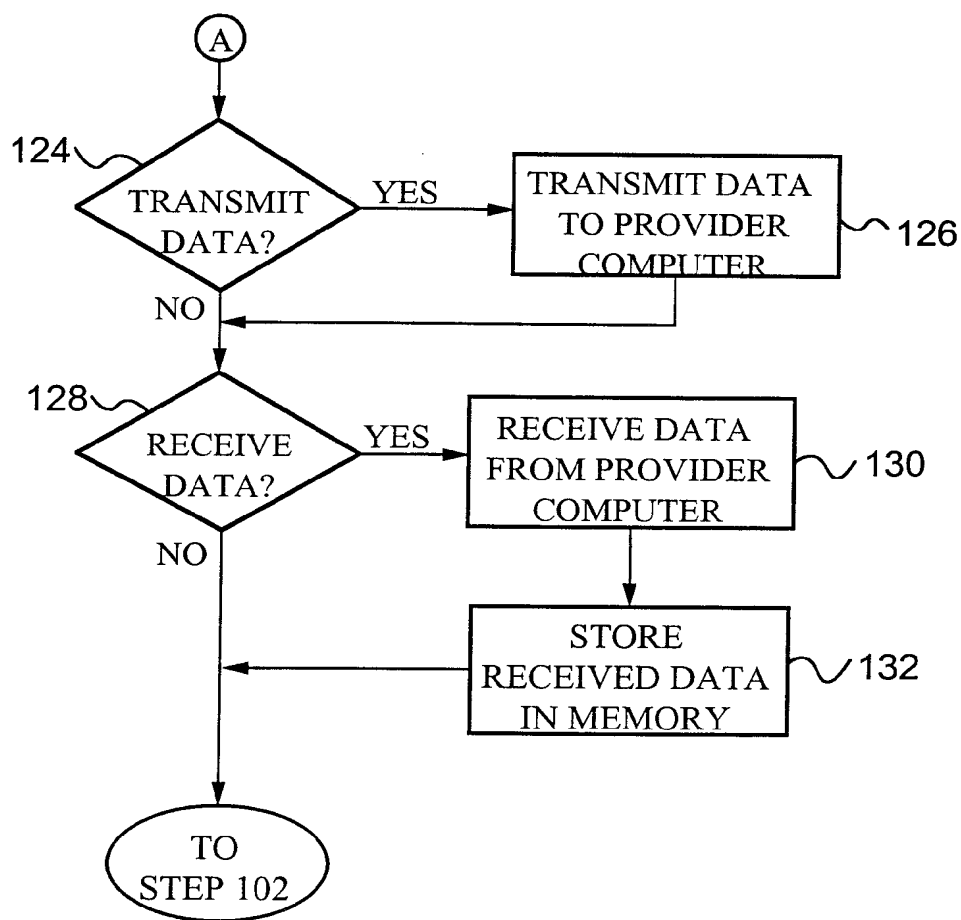 A
124
TRANSMIT
DATA?
YES
TRANSMIT DATA
TO PROVIDER
COMPUTER
126
NO
128
RECEIVE
DATA?
YES
RECEIVE DATA
FROM PROVIDER
COMPUTER
130
NO
STORE
RECEIVED DATA
IN MEMORY
132
TO
STEP 102